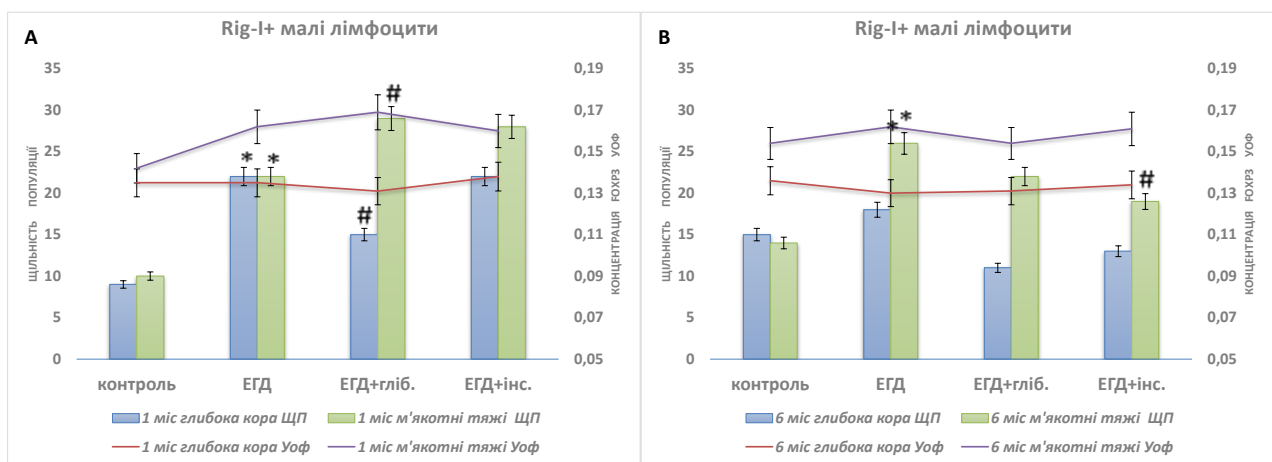 A
Rig-I+ малі лімфоцити
ЩІЛЬНІСТЬ ПОПУЛЯЦІЇ
35
30
25
20
15
10
5
0
0,19
0,17
0,15
0,13
0,11
0,09
0,07
0,05
КОНЦЕНТРАЦІЯ FOXP3 УОФ
* * # #
контроль ЕГД ЕГД+гліб. ЕГД+інс.
1 міс глибока кора ЩП 1 міс м'якотні тяжі ЩП
1 міс глибока кора Уоф 1 міс м'якотні тяжі Уоф
B
Rig-I+ малі лімфоцити
ЩІЛЬНІСТЬ ПОПУЛЯЦІЇ
35
30
25
20
15
10
5
0
0,19
0,17
0,15
0,13
0,11
0,09
0,07
0,05
КОНЦЕНТРАЦІЯ FOXP3 УОФ
* * #
контроль ЕГД ЕГД+гліб. ЕГД+інс.
6 міс глибока кора ЩП 6 міс м'якотні тяжі ЩП
6 міс глибока кора Уоф 6 міс м'якотні тяжі Уоф